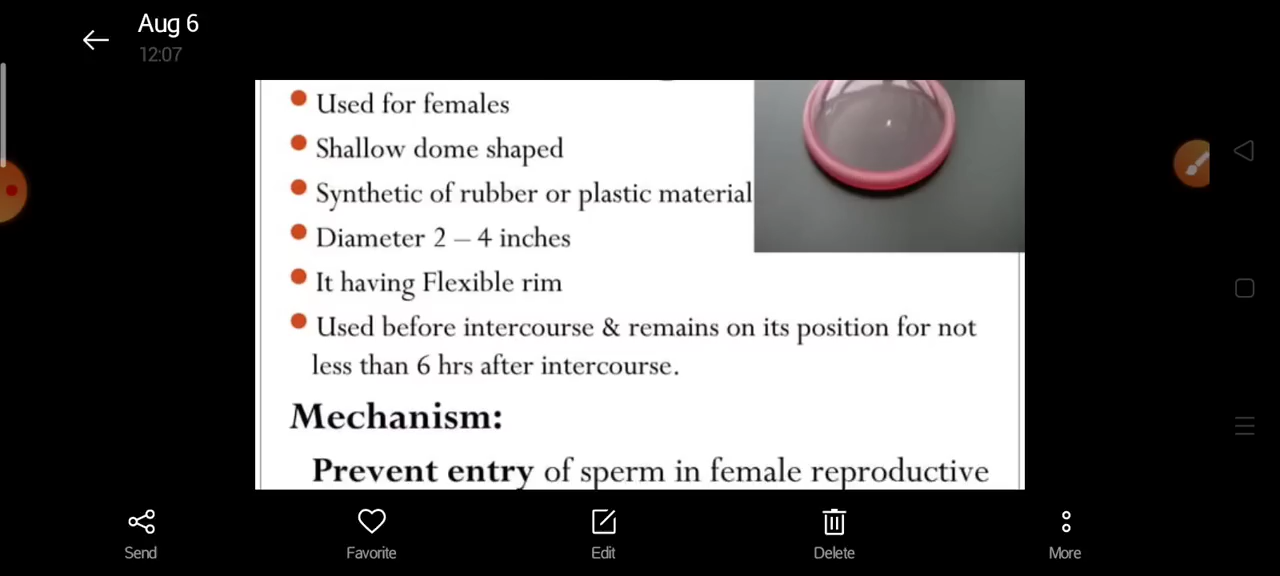 Aug 6
12:07
Used for females
Shallow dome shaped
Synthetic of rubber or plastic material
Diameter 2 – 4 inches
It having Flexible rim
Used before intercourse & remains on its position for not
less than 6 hrs after intercourse.
Mechanism:
Prevent entry of sperm in female reproductive
Send
Favorite
Edit
Delete
More